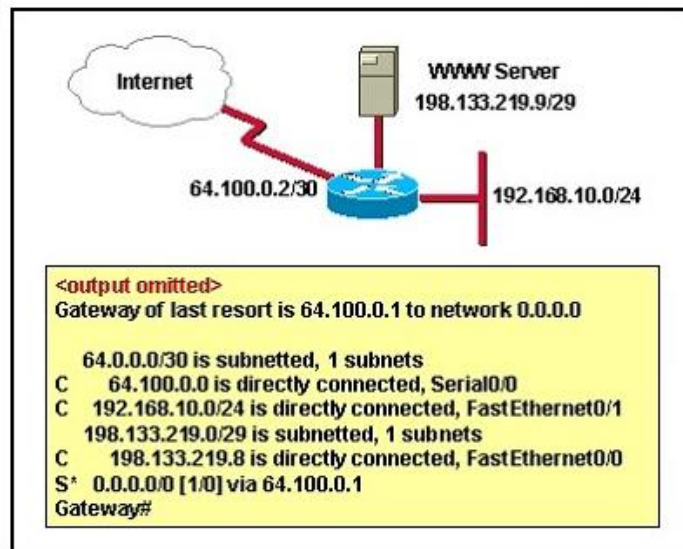 Internet
WWW Server
198.133.219.9/29
64.100.0.2/30
192.168.10.0/24
<output omitted>
Gateway of last resort is 64.100.0.1 to network 0.0.0.0
64.0.0.0/30 is subnetted, 1 subnets
C 64.100.0.0 is directly connected, Serial0/0
C 192.168.10.0/24 is directly connected, FastEthernet0/1
198.133.219.0/29 is subnetted, 1 subnets
C 198.133.219.8 is directly connected, FastEthernet0/0
S* 0.0.0.0/0 [1/0] via 64.100.0.1
Gateway#